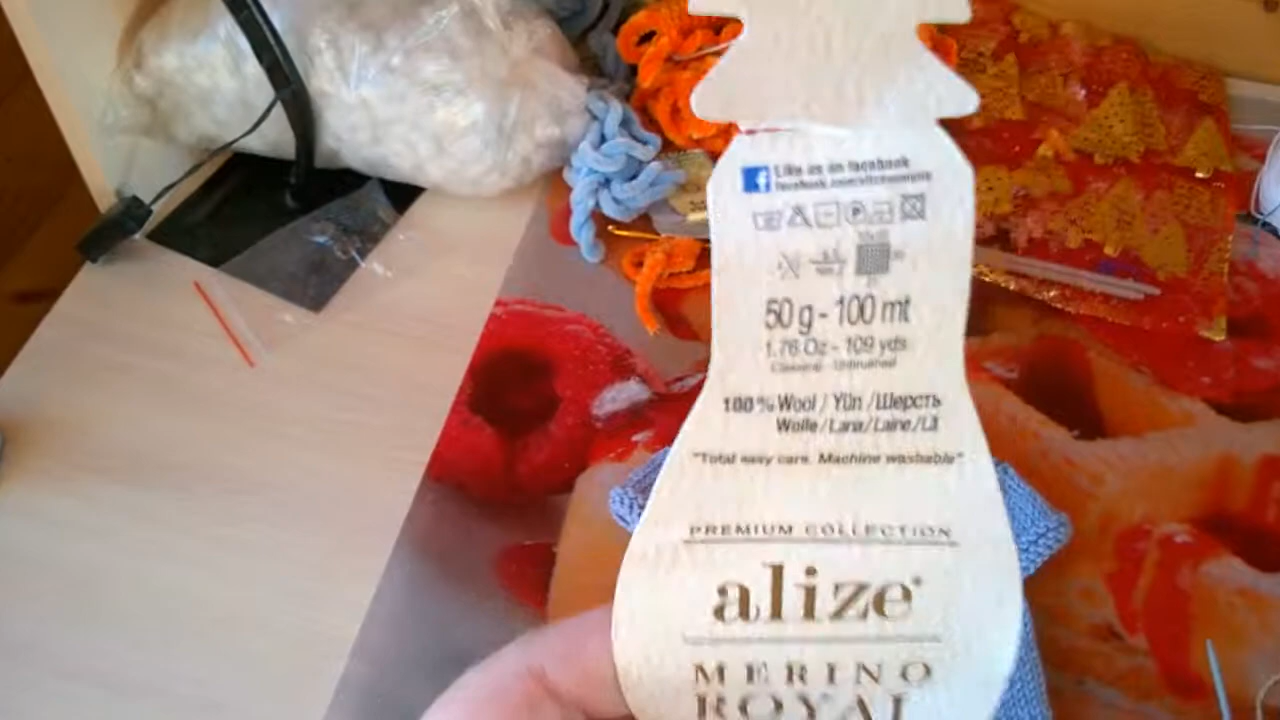 Like us on facebook
50 g - 100 mt
1.76 Oz - 109 yds
100 % Wool / Yün / Шерсть
Wolle / Lana / Laine / Lã
"Total easy care. Machine washable"
PREMIUM COLLECTION
alize
MERINO
ROYAL